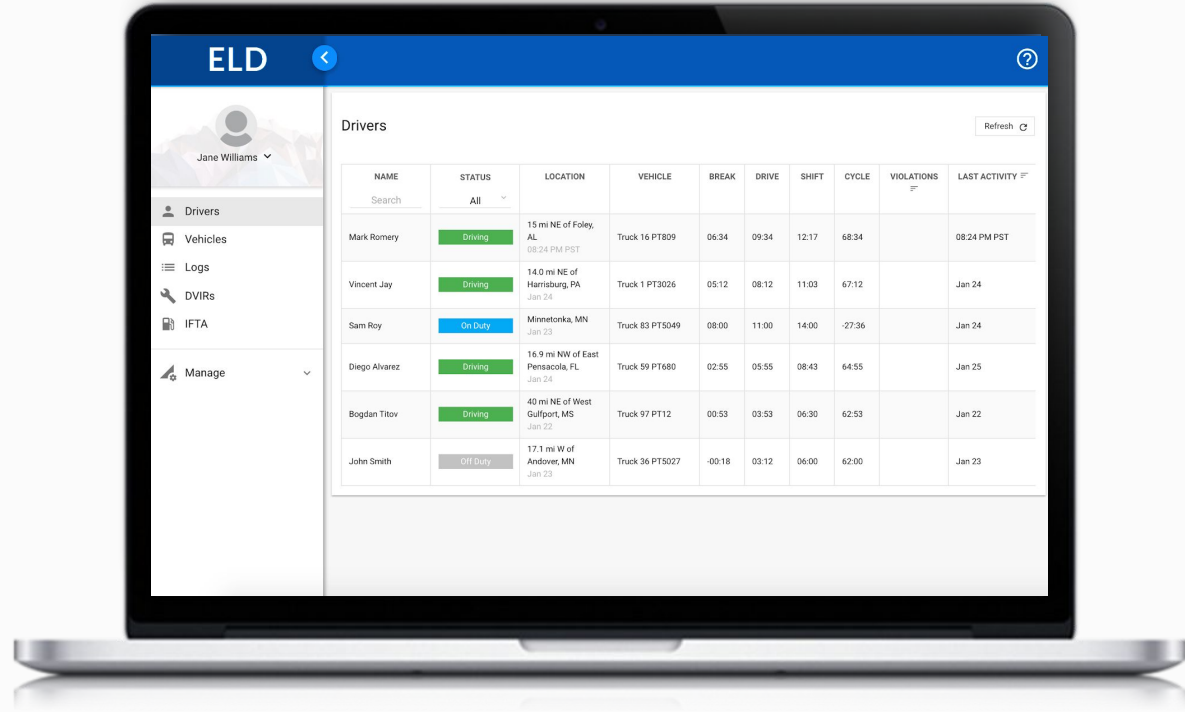 ELD
Jane Williams
Drivers
Vehicles
Logs
DVIRs
IFTA
Manage
Drivers
Refresh
NAME STATUS LOCATION VEHICLE BREAK DRIVE SHIFT CYCLE VIOLATIONS LAST ACTIVITY
Search All
Mark Romery Driving 15 mi NE of Foley, Truck 16 PT809 06:34 09:34 12:17 68:34 08:24 PM PST
AL
08:24 PM PST
Vincent Jay Driving 14.0 mi NE of Truck 1 PT3026 05:12 08:12 11:03 67:12 Jan 24
Harrisburg, PA
Jan 24
Sam Roy On Duty Minnetonka, MN Truck 83 PT5049 08:00 11:00 14:00 -27:36 Jan 24
Jan 23
Diego Alvarez Driving 16.9 mi NW of East Truck 59 PT680 02:55 05:55 08:43 64:55 Jan 25
Pensacola, FL
Jan 24
Bogdan Titov Driving 40 mi NE of West Truck 97 PT12 00:53 03:53 06:30 62:53 Jan 22
Gulfport, MS
Jan 22
John Smith Off Duty 17.1 mi W of Truck 36 PT5027 -00:18 03:12 06:00 62:00 Jan 23
Andover, MN
Jan 23